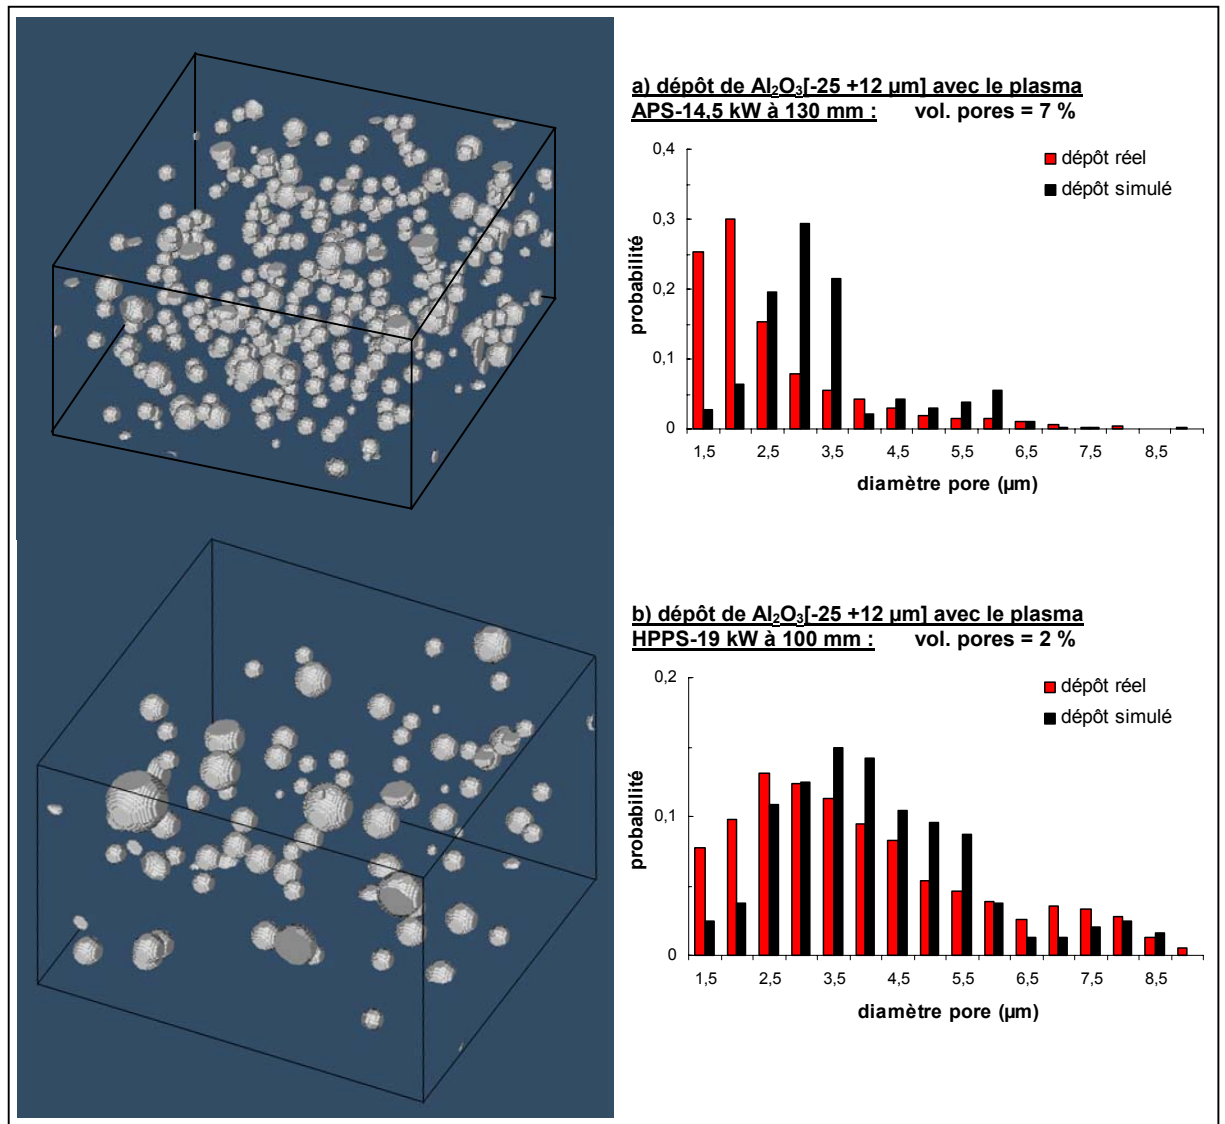 a) dépôt de Al₂O₃[-25 +12 µm] avec le plasma
APS-14,5 kW à 130 mm : vol. pores = 7 %
0,4
0,3
0,2
0,1
0
probabilité
dépôt réel
dépôt simulé
1,5 2,5 3,5 4,5 5,5 6,5 7,5 8,5
diamètre pore (µm)
b) dépôt de Al₂O₃[-25 +12 µm] avec le plasma
HPPS-19 kW à 100 mm : vol. pores = 2 %
0,2
0,1
0
probabilité
dépôt réel
dépôt simulé
1,5 2,5 3,5 4,5 5,5 6,5 7,5 8,5
diamètre pore (µm)